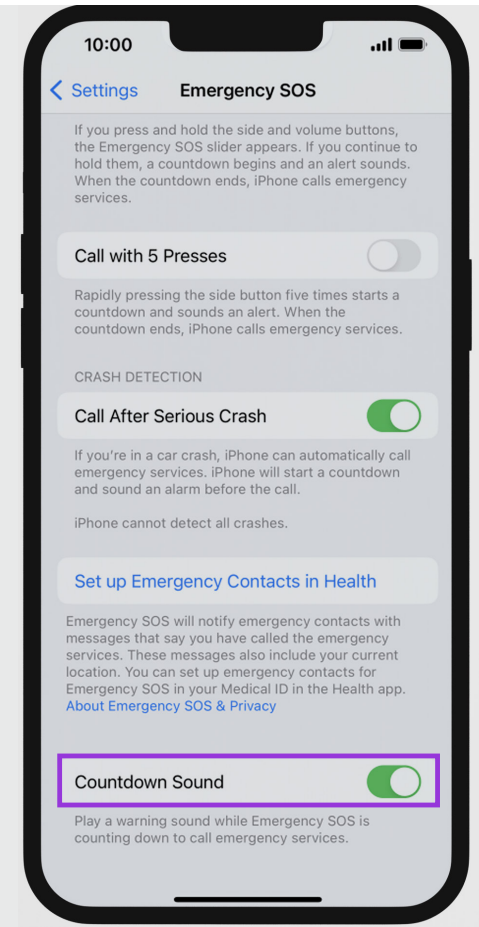 10:00
Settings
Emergency SOS
If you press and hold the side and volume buttons,
the Emergency SOS slider appears. If you continue to
hold them, a countdown begins and an alert sounds.
When the countdown ends, iPhone calls emergency
services.
Call with 5 Presses
Rapidly pressing the side button five times starts a
countdown and sounds an alert. When the
countdown ends, iPhone calls emergency services.
CRASH DETECTION
Call After Serious Crash
If you’re in a car crash, iPhone can automatically call
emergency services. iPhone will start a countdown
and sound an alarm before the call.
iPhone cannot detect all crashes.
Set up Emergency Contacts in Health
Emergency SOS will notify emergency contacts with
messages that say you have called the emergency
services. These messages also include your current
location. You can set up emergency contacts for
Emergency SOS in your Medical ID in the Health app.
About Emergency SOS & Privacy
Countdown Sound
Play a warning sound while Emergency SOS is
counting down to call emergency services.